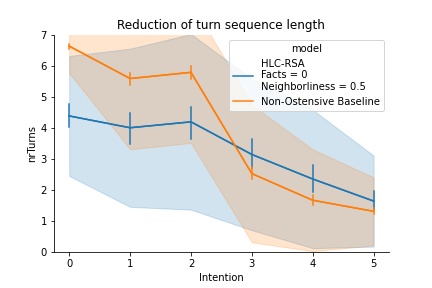 Reduction of turn sequence length
model
HLC-RSA
Facts = 0
Neighborliness = 0.5
Non-Ostensive Baseline
nrTurns
7
6
5
4
3
2
1
0
0 1 2 3 4 5
Intention